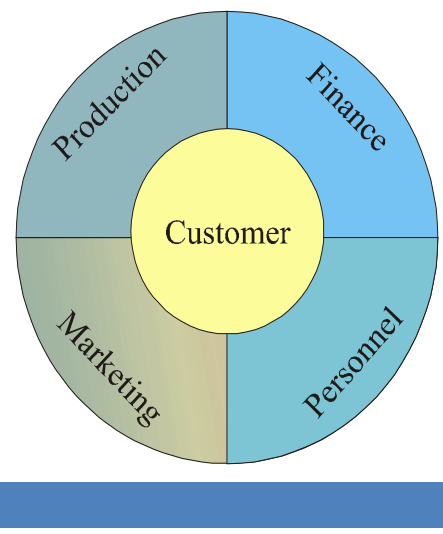 Production
Finance
Customer
Marketing
Personnel